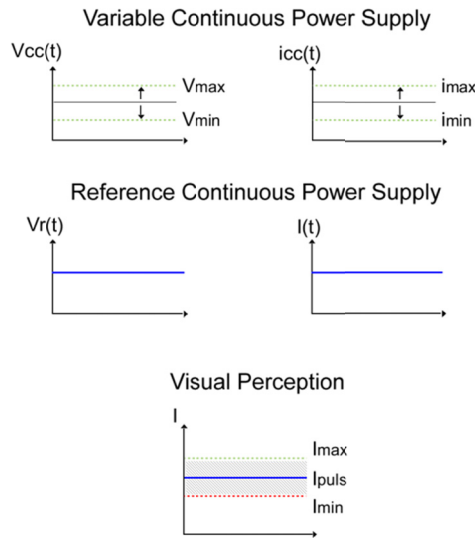 Variable Continuous Power Supply
Vcc(t) icc(t)
Vmax imax
Vmin imin
Reference Continuous Power Supply
Vr(t) I(t)
Visual Perception
I
Imax
Ipuls
Imin